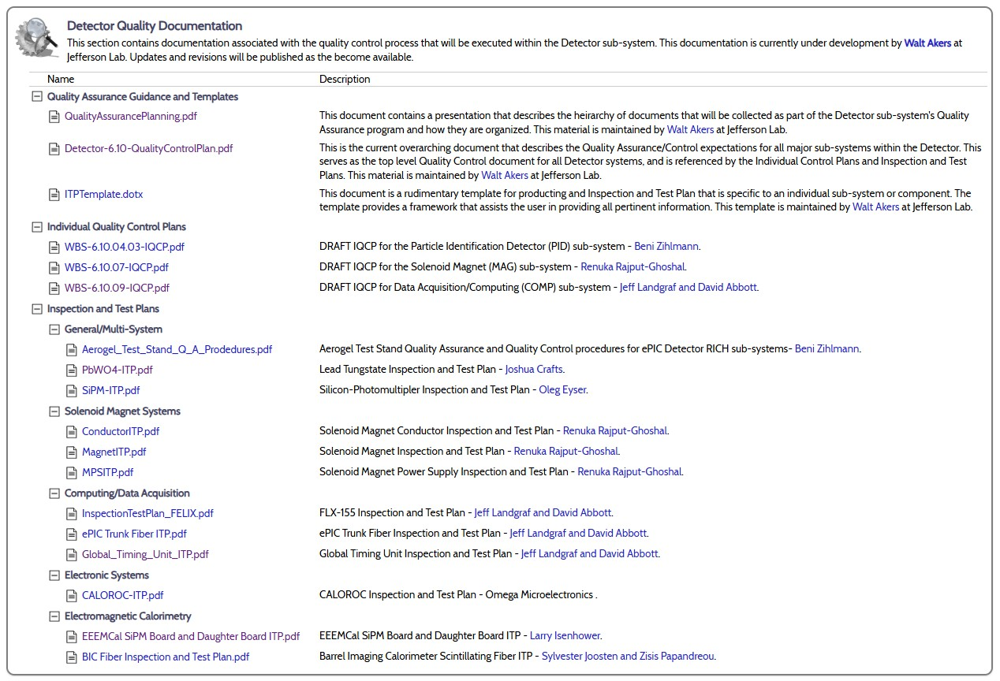 Detector Quality Documentation
This section contains documentation associated with the quality control process that will be executed within the Detector sub-system. This documentation is currently under development by Walt Akers at
Jefferson Lab. Updates and revisions will be published as the become available.
Name Description
Quality Assurance Guidance and Templates
QualityAssurancePlanning.pdf This document contains a presentation that describes the heirarchy of documents that will be collected as part of the Detector sub-system's Quality
Assurance program and how they are organized. This material is maintained by Walt Akers at Jefferson Lab.
Detector-6.10-QualityControlPlan.pdf This is the current overarching document that describes the Quality Assurance/Control expectations for all major sub-systems within the Detector. This
serves as the top level Quality Control document for all Detector systems, and is referenced by the Individual Control Plans and Inspection and Test
Plans. This material is maintained by Walt Akers at Jefferson Lab.
ITPTemplate.dotx This document is a rudimentary template for producting and Inspection and Test Plan that is specific to an individual sub-system or component. The
template provides a framework that assists the user in providing all pertinent information. This template is maintained by Walt Akers at Jefferson Lab.
Individual Quality Control Plans
WBS-6.10.04.03-IQCP.pdf DRAFT IQCP for the Particle Identification Detector (PID) sub-system - Beni Zihlmann.
WBS-6.10.07-IQCP.pdf DRAFT IQCP for the Solenoid Magnet (MAG) sub-system - Renuka Rajput-Ghoshal.
WBS-6.10.09-IQCP.pdf DRAFT IQCP for Data Acquisition/Computing (COMP) sub-system - Jeff Landgraf and David Abbott.
Inspection and Test Plans
General/Multi-System
Aerogel_Test_Stand_Q_A_Prodedures.pdf Aerogel Test Stand Quality Assurance and Quality Control procedures for ePIC Detector RICH sub-systems- Beni Zihlmann.
PbWO4-ITP.pdf Lead Tungstate Inspection and Test Plan - Joshua Crafts.
SiPM-ITP.pdf Silicon-Photomultipler Inspection and Test Plan - Oleg Eyser.
Solenoid Magnet Systems
ConductorITP.pdf Solenoid Magnet Conductor Inspection and Test Plan - Renuka Rajput-Ghoshal.
MagnetITP.pdf Solenoid Magnet Inspection and Test Plan - Renuka Rajput-Ghoshal.
MPSITP.pdf Solenoid Magnet Power Supply Inspection and Test Plan - Renuka Rajput-Ghoshal.
Computing/Data Acquisition
InspectionTestPlan_FELIX.pdf FLX-155 Inspection and Test Plan - Jeff Landgraf and David Abbott.
ePIC Trunk Fiber ITP.pdf ePIC Trunk Fiber Inspection and Test Plan - Jeff Landgraf and David Abbott.
Global_Timing_Unit_ITP.pdf Global Timing Unit Inspection and Test Plan - Jeff Landgraf and David Abbott.
Electronic Systems
CALOROC-ITP.pdf CALOROC Inspection and Test Plan - Omega Microelectronics .
Electromagnetic Calorimetry
EEEMCal SiPM Board and Daughter Board ITP.pdf EEEMCal SiPM Board and Daughter Board ITP - Larry Isenhower.
BIC Fiber Inspection and Test Plan.pdf Barrel Imaging Calorimeter Scintillating Fiber ITP - Sylvester Joosten and Zisis Papandreou.